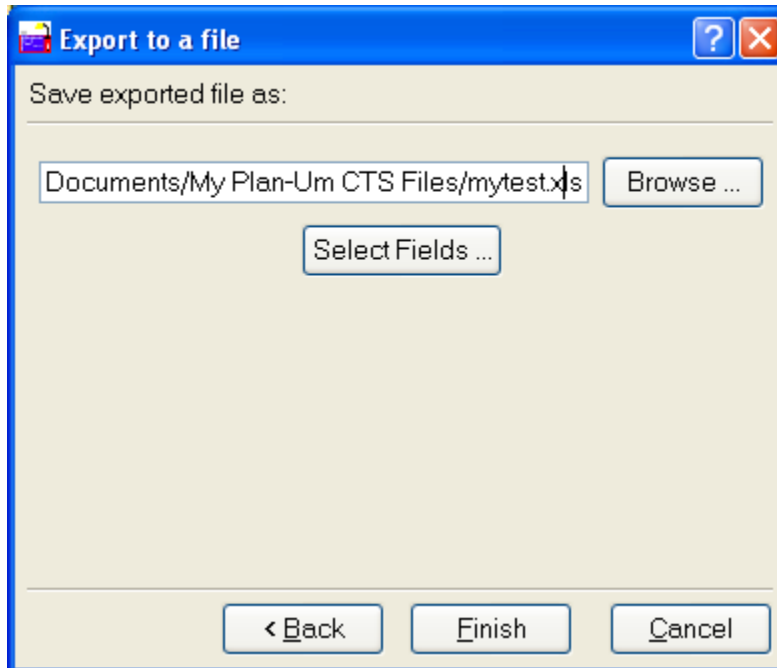 Export to a file
?
Save exported file as:
Documents/My Plan-Um CTS Files/mytest.xls
Browse ...
Select Fields ...
< Back
Finish
Cancel